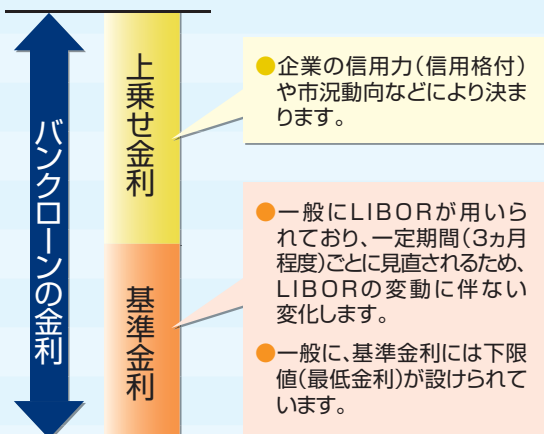 バンクローンの金利
上乗せ金利
●企業の信用力(信用格付)
や市況動向などにより決ま
ります。
基準金利
●一般にLIBORが用いら
れており、一定期間(3ヵ月
程度)ごとに見直されるため、
LIBORの変動に伴ない
変化します。
●一般に、基準金利には下限
値(最低金利)が設けられて
います。